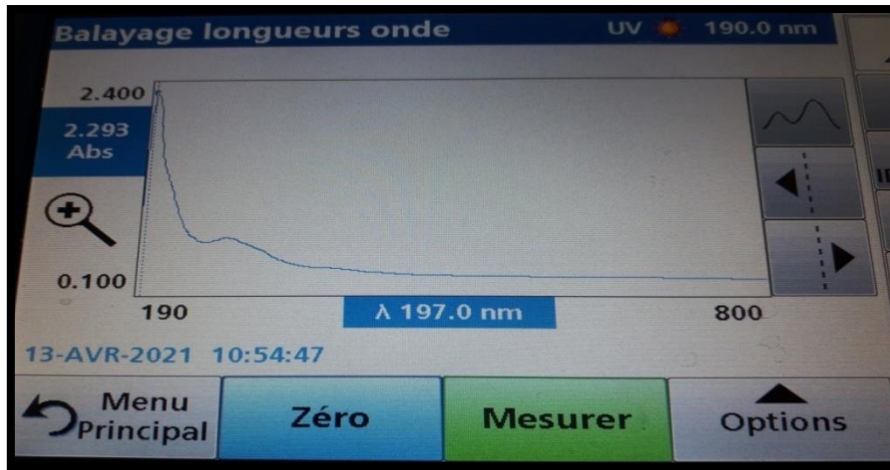 Balayage longueurs onde UV 190.0 nm
2.400
2.293
Abs
0.100
190 λ 197.0 nm 800
13-AVR-2021 10:54:47
Menu
Principal
Zéro
Mesurer
Options